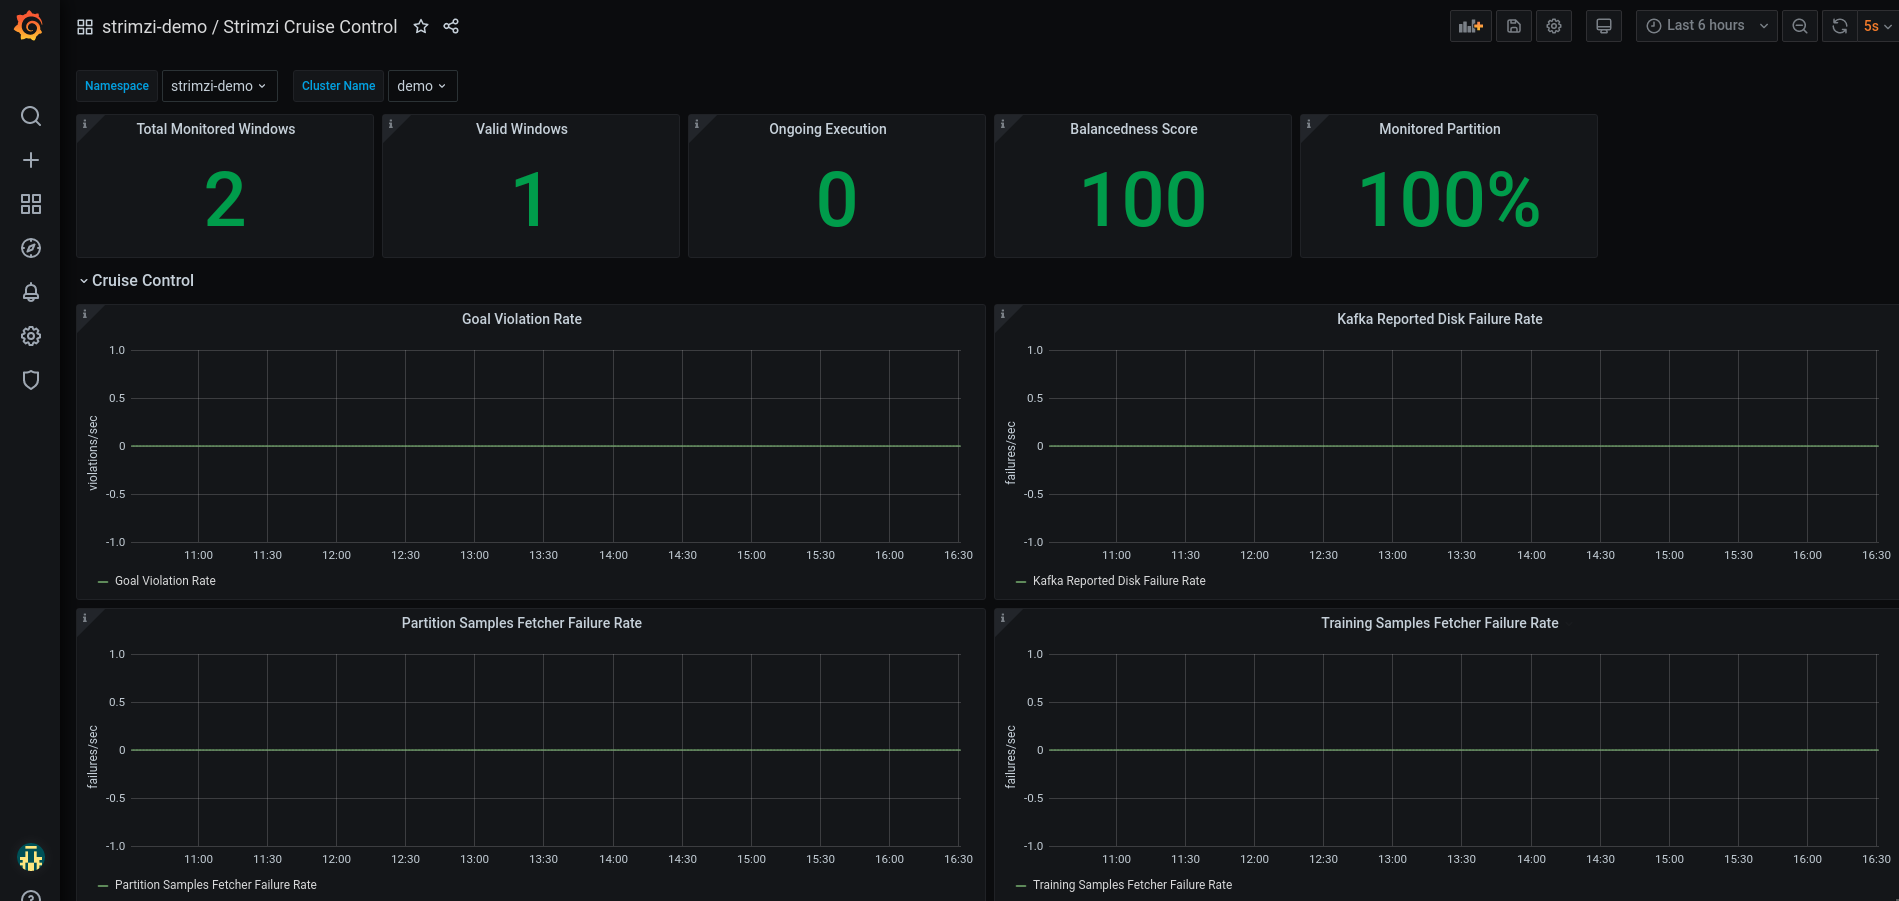 strimzi-demo / Strimzi Cruise Control
Last 6 hours
5s
Namespace
strimzi-demo
Cluster Name
demo
Total Monitored Windows
2
Valid Windows
1
Ongoing Execution
0
Balancedness Score
100
Monitored Partition
100%
Cruise Control
Goal Violation Rate
violations/sec
1.0
0.5
0
-0.5
-1.0
11:00 11:30 12:00 12:30 13:00 13:30 14:00 14:30 15:00 15:30 16:00 16:30
Goal Violation Rate
Kafka Reported Disk Failure Rate
failures/sec
1.0
0.5
0
-0.5
-1.0
11:00 11:30 12:00 12:30 13:00 13:30 14:00 14:30 15:00 15:30 16:00 16:30
Kafka Reported Disk Failure Rate
Partition Samples Fetcher Failure Rate
failures/sec
1.0
0.5
0
-0.5
-1.0
11:00 11:30 12:00 12:30 13:00 13:30 14:00 14:30 15:00 15:30 16:00 16:30
Partition Samples Fetcher Failure Rate
Training Samples Fetcher Failure Rate
failures/sec
1.0
0.5
0
-0.5
-1.0
11:00 11:30 12:00 12:30 13:00 13:30 14:00 14:30 15:00 15:30 16:00 16:30
Training Samples Fetcher Failure Rate